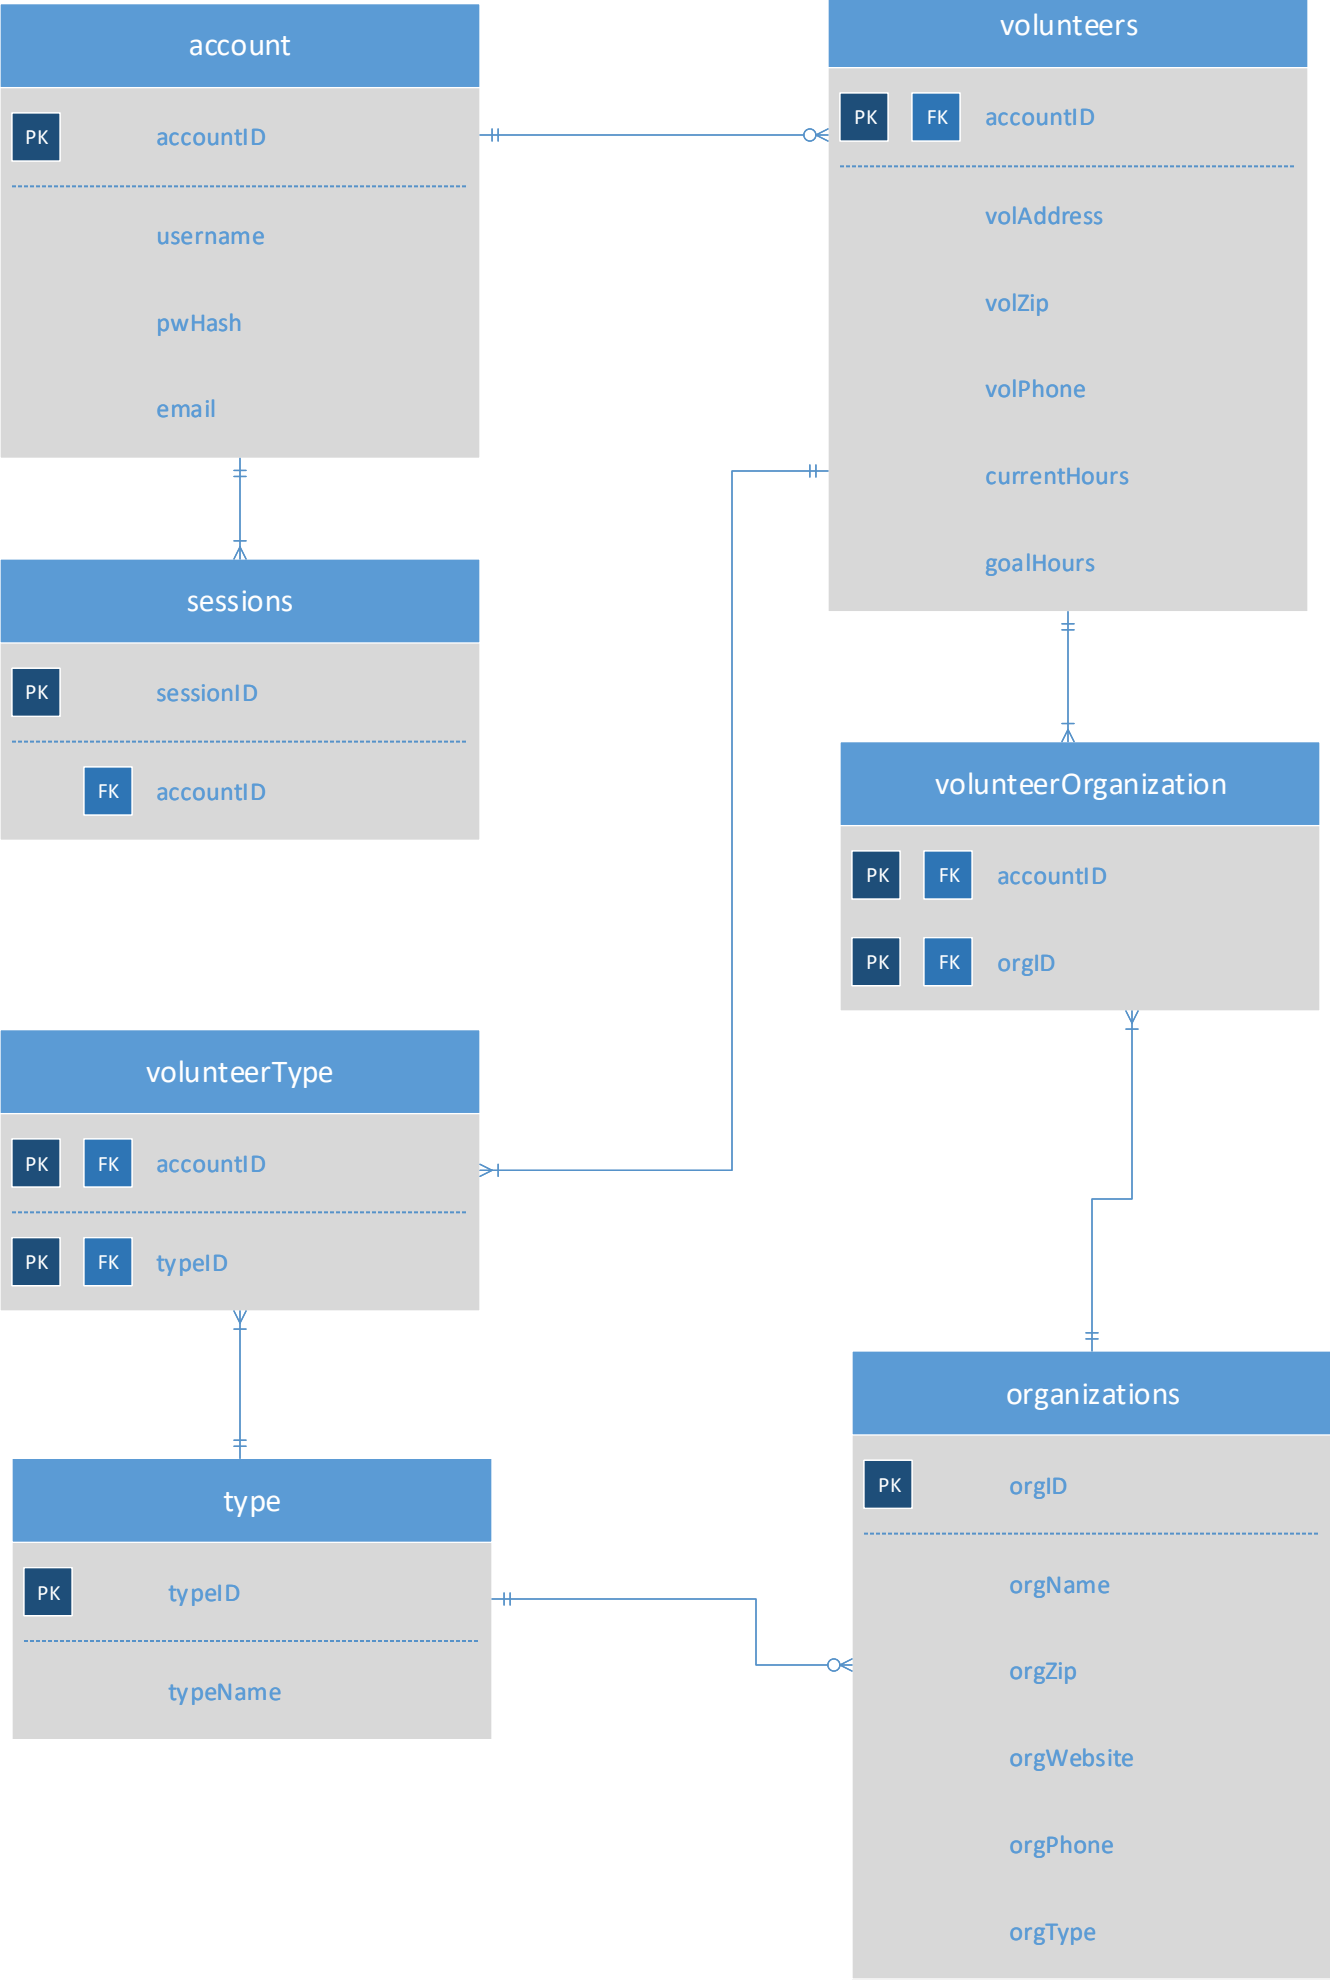 account
PK accountID
username
pwHash
email
volunteers
PK FK accountID
volAddress
volZip
volPhone
currentHours
goalHours
sessions
PK sessionID
FK accountID
volunteerOrganization
PK FK accountID
PK FK orgID
volunteerType
PK FK accountID
PK FK typeID
type
PK typeID
typeName
organizations
PK orgID
orgName
orgZip
orgWebsite
orgPhone
orgType